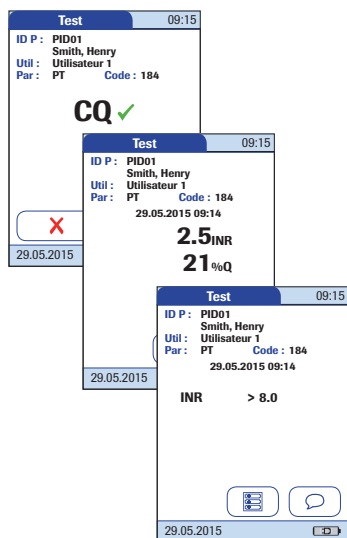 Test 09:15
ID P : PID01
Smith, Henry
Util : Utilisateur 1
Par : PT Code : 184
CQ
29.05.2015
Test 09:15
ID P : PID01
Smith, Henry
Util : Utilisateur 1
Par : PT Code : 184
29.05.2015 09:14
2.5INR
21%Q
29.05.2015
Test 09:15
ID P : PID01
Smith, Henry
Util : Utilisateur 1
Par : PT Code : 184
29.05.2015 09:14
INR > 8.0
29.05.2015